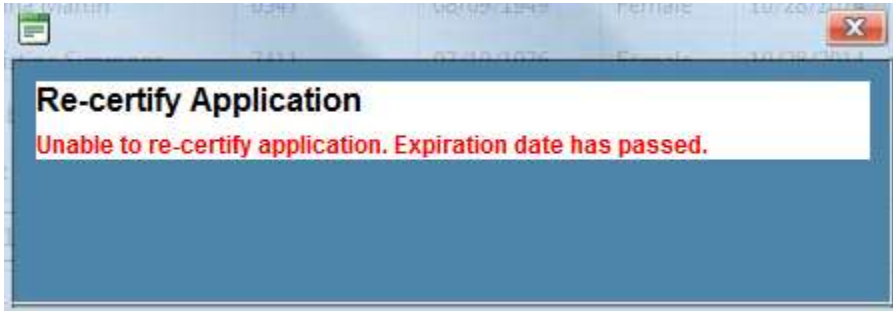 Re-certify Application
Unable to re-certify application. Expiration date has passed.